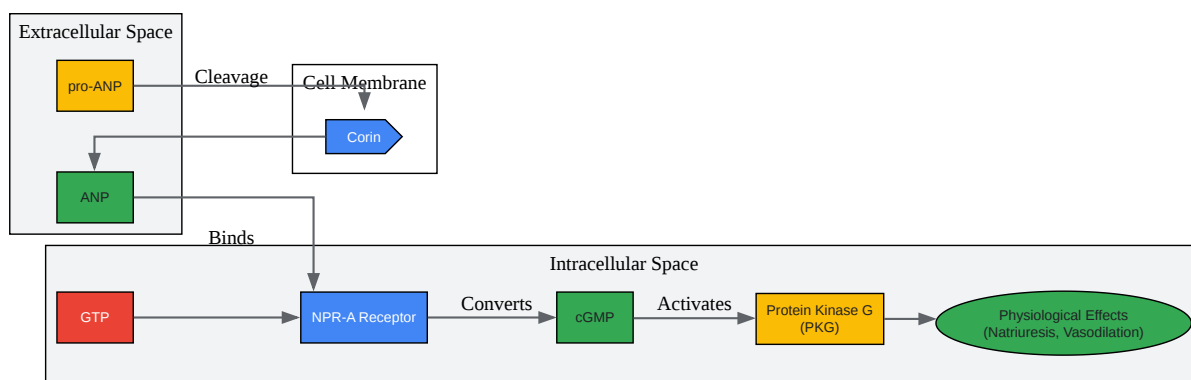 Extracellular Space
pro-ANP
Cleavage
Cell Membrane
Corin
ANP
Binds
Intracellular Space
GTP
NPR-A Receptor
Converts
cGMP
Activates
Protein Kinase G
(PKG)
Physiological Effects
(Natriuresis, Vasodilation)